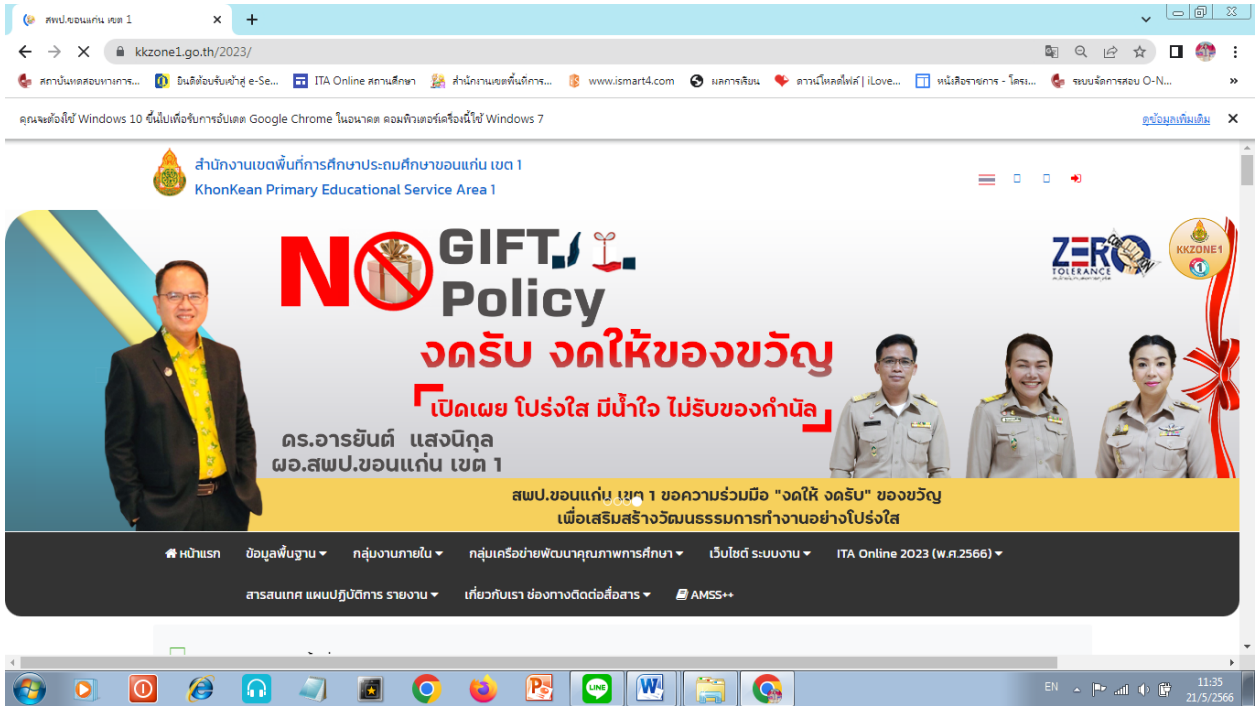 สพป.ขอนแก่น เขต 1
kkzone1.go.th/2023/
สถาบันทดสอบทางการ...
ยินดีต้อนรับเข้าสู่ e-Se...
ITA Online สถานศึกษา
สำนักงานเขตพื้นที่การ...
www.ismart4.com
ผลการเรียน
ดาวน์โหลดไฟล์ | iLove...
หนังสือราชการ - โครง...
ระบบจัดการสอบ O-N...
»
คุณจะต้องใช้ Windows 10 ขึ้นไปเพื่อรับการอัปเดต Google Chrome ในอนาคต คอมพิวเตอร์เครื่องนี้ใช้ Windows 7
ดูข้อมูลเพิ่มเติม
สำนักงานเขตพื้นที่การศึกษาประถมศึกษาขอนแก่น เขต 1
KhonKean Primary Educational Service Area 1
NO GIFT
Policy
ZERO
TOLERANCE
KKZONE1
1
งดรับ งดให้ของขวัญ
เปิดเผย โปร่งใส มีน้ำใจ ไม่รับของกำนัล
ดร.อารยันต์ แสงนิกุล
ผอ.สพป.ขอนแก่น เขต 1
สพป.ขอนแก่น เขต 1 ขอความร่วมมือ "งดให้ งดรับ" ของขวัญ
เพื่อเสริมสร้างวัฒนธรรมการทำงานอย่างโปร่งใส
หน้าแรก ข้อมูลพื้นฐาน กลุ่มงานภายใน กลุ่มเครือข่ายพัฒนาคุณภาพการศึกษา เว็บไซต์ ระบบงาน ITA Online 2023 (พ.ศ.2566)
สารสนเทศ แผนปฏิบัติการ รายงาน เกี่ยวกับเรา ช่องทางติดต่อสื่อสาร AMSS++
LINE
EN
11:35
21/5/2566